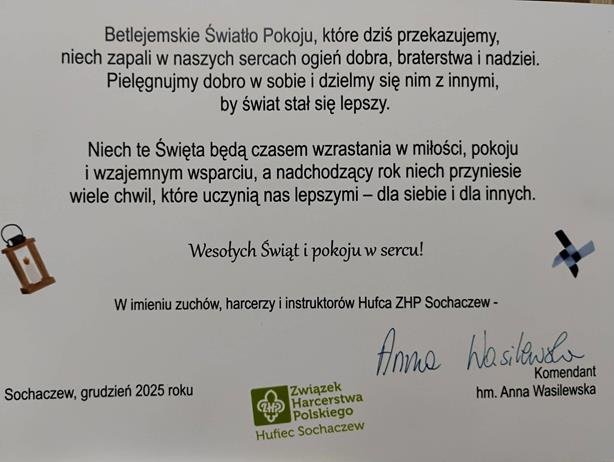 Betlejemskie Światło Pokoju, które dziś przekazujemy,
niech zapali w naszych sercach ogień dobra, braterstwa i nadziei.
Pielęgnujmy dobro w sobie i dzielmy się nim z innymi,
by świat stał się lepszy.
Niech te Święta będą czasem wzrastania w miłości, pokoju
i wzajemnym wsparciu, a nadchodzący rok niech przyniesie
wiele chwil, które uczynią nas lepszymi – dla siebie i dla innych.
Wesołych Świąt i pokoju w sercu!
W imieniu zuchów, harcerzy i instruktorów Hufca ZHP Sochaczew -
Anna Wasilewska
Komendant
hm. Anna Wasilewska
Sochaczew, grudzień 2025 roku
ZHP
Związek
Harcerstwa
Polskiego
Hufiec Sochaczew